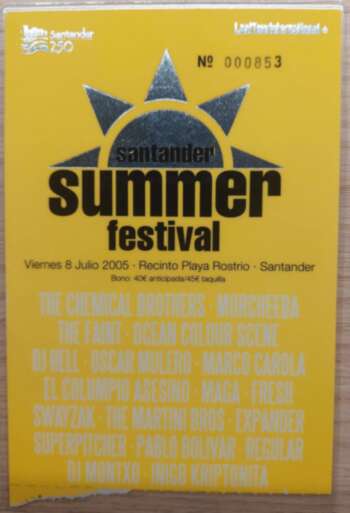 Santander
250
LastTour International +
Nº 000853
santander
summer
festival
Viernes 8 Julio 2005 · Recinto Playa Rostrio · Santander
Bono: 40€ anticipada/45€ taquilla
THE CHEMICAL BROTHERS · MORCHEEBA
THE FAINT · OCEAN COLOUR SCENE
DJ HELL · OSCAR MULERO · MARCO CAROLA
EL COLUMPIO ASESINO · MAGA · FRESH
SWAYZAK · THE MARTINI BROS · EXPANDER
SUPERPITCHER · PABLO BOLIVAR · REGULAR
DJ MONTXO · IÑIGO KRIPTONITA